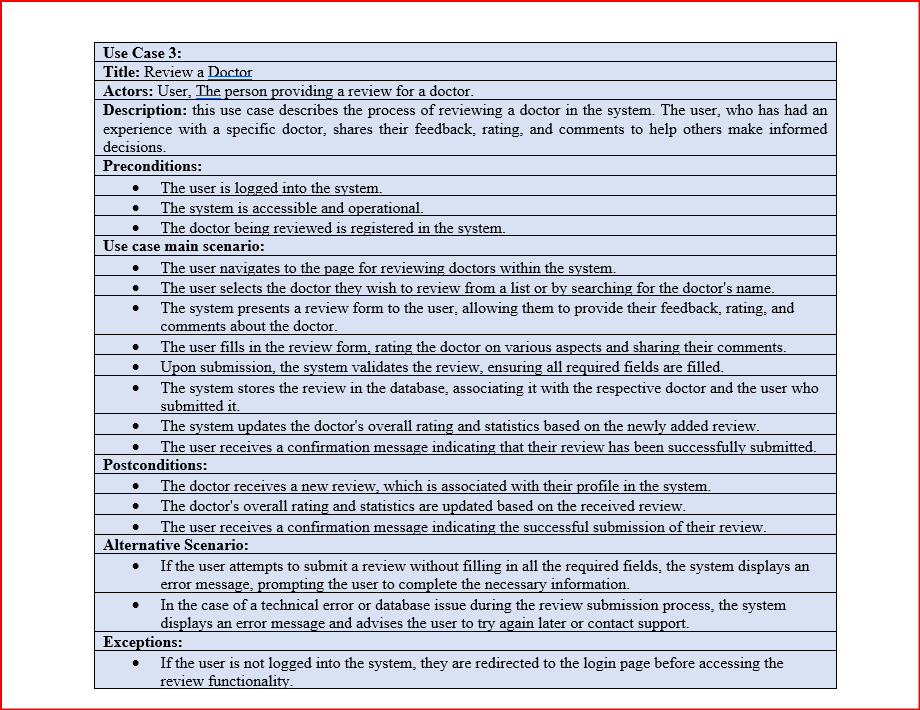 Use Case 3:
Title: Review a Doctor
Actors: User, The person providing a review for a doctor.
Description: this use case describes the process of reviewing a doctor in the system. The user, who has had an
experience with a specific doctor, shares their feedback, rating, and comments to help others make informed
decisions.
Preconditions:
• The user is logged into the system.
• The system is accessible and operational.
• The doctor being reviewed is registered in the system.
Use case main scenario:
• The user navigates to the page for reviewing doctors within the system.
• The user selects the doctor they wish to review from a list or by searching for the doctor's name.
• The system presents a review form to the user, allowing them to provide their feedback, rating, and
comments about the doctor.
• The user fills in the review form, rating the doctor on various aspects and sharing their comments.
• Upon submission, the system validates the review, ensuring all required fields are filled.
• The system stores the review in the database, associating it with the respective doctor and the user who
submitted it.
• The system updates the doctor's overall rating and statistics based on the newly added review.
• The user receives a confirmation message indicating that their review has been successfully submitted.
Postconditions:
• The doctor receives a new review, which is associated with their profile in the system.
• The doctor's overall rating and statistics are updated based on the received review.
• The user receives a confirmation message indicating the successful submission of their review.
Alternative Scenario:
• If the user attempts to submit a review without filling in all the required fields, the system displays an
error message, prompting the user to complete the necessary information.
• In the case of a technical error or database issue during the review submission process, the system
displays an error message and advises the user to try again later or contact support.
Exceptions:
• If the user is not logged into the system, they are redirected to the login page before accessing the
review functionality.